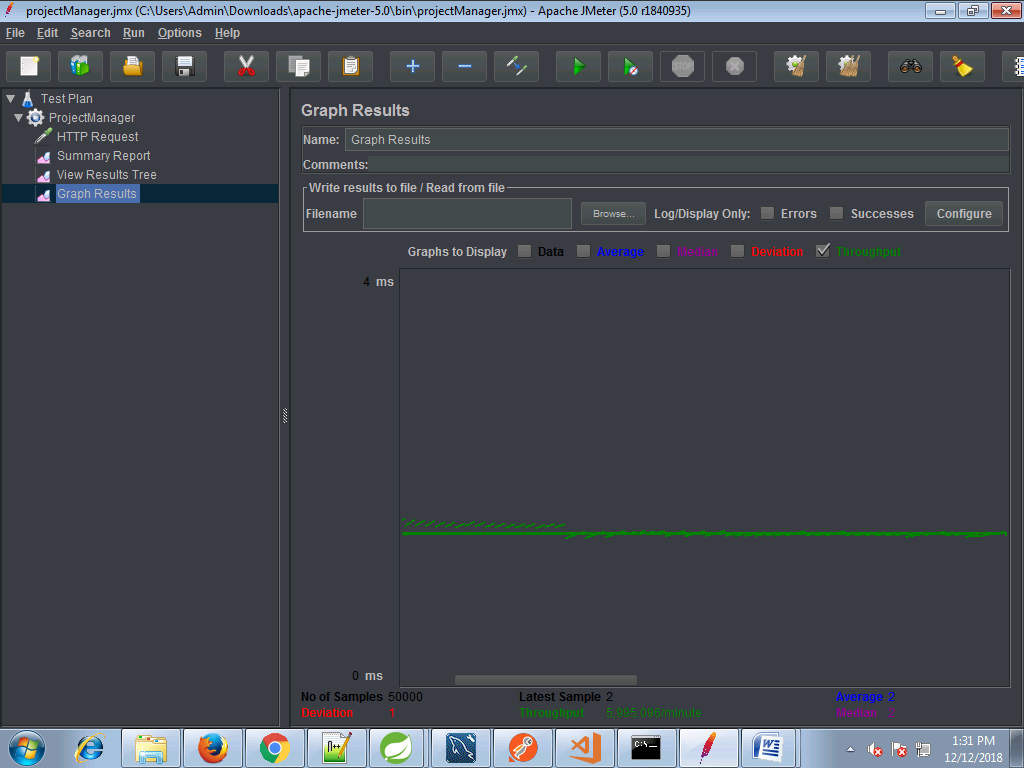 projectManager.jmx (C:\Users\Admin\Downloads\apache-jmeter-5.0\bin\projectManager.jmx) - Apache JMeter (5.0 r1840935)
File Edit Search Run Options Help
STOP
Test Plan
ProjectManager
HTTP Request
Summary Report
View Results Tree
Graph Results
Graph Results
Name: Graph Results
Comments:
Write results to file / Read from file
Filename Browse... Log/Display Only: Errors Successes Configure
Graphs to Display Data Average Median Deviation Throughput
4 ms
0 ms
No of Samples 50000 Latest Sample 2 Average 2
Deviation 1 Throughput 5,995.096/minute Median 2
C:\_
W
1:31 PM
12/12/2018